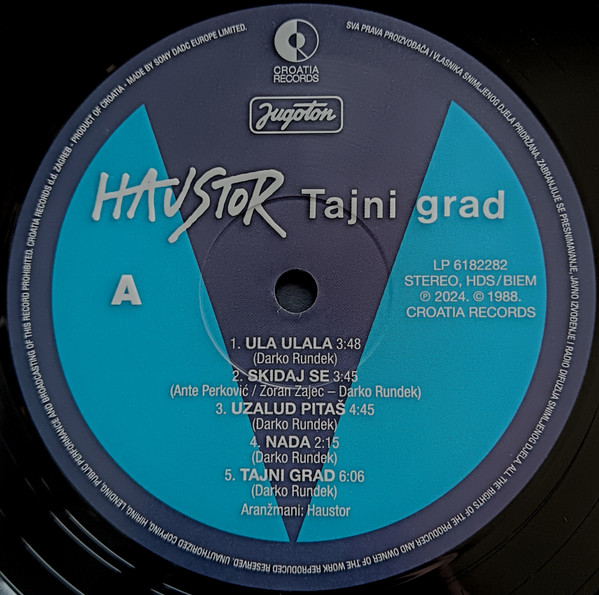 CROATIA
RECORDS
Jugoton
HAUSTOR Tajni grad
A
LP 6182282
STEREO, HDS/BIEM
℗ 2024. © 1988.
CROATIA RECORDS
1. ULA ULALA 3:48
(Darko Rundek)
2. SKIDAJ SE 3:45
(Ante Perković / Zoran Zajec – Darko Rundek)
3. UZALUD PITAŠ 4:45
(Darko Rundek)
4. NADA 2:15
(Darko Rundek)
5. TAJNI GRAD 6:06
(Darko Rundek)
Aranžmani: Haustor
SVA PRAVA PROIZVOĐAČA I VLASNIKA SNIMLJENOG DJELA PRIDRŽANA. ZABRANJUJE SE PRESNIMAVANJE, JAVNO IZVOĐENJE I RADIO DIFUZIJA SNIMLJENOG DJELA. ALL THE RIGHTS OF THE PRODUCER AND OWNER OF THE WORK REPRODUCED RESERVED. UNAUTHORIZED COPYING, HIRING, LENDING, PUBLIC PERFORMANCE AND BROADCASTING OF THIS RECORD PROHIBITED. CROATIA RECORDS d.d. ZAGREB • PRODUCT OF CROATIA • MADE BY SONY DADC EUROPE LIMITED.